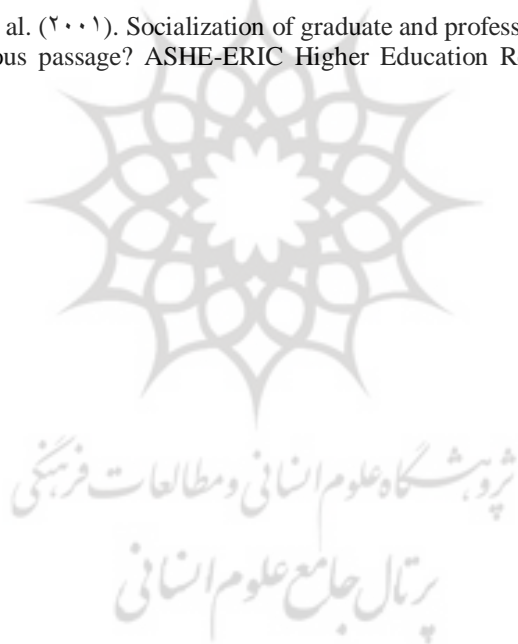 al. (۲۰۰۱). Socialization of graduate and profess
ous passage? ASHE-ERIC Higher Education R
پژوهشگاه علوم انسانی و مطالعات فرهنگی
پرتال جامع علوم انسانی